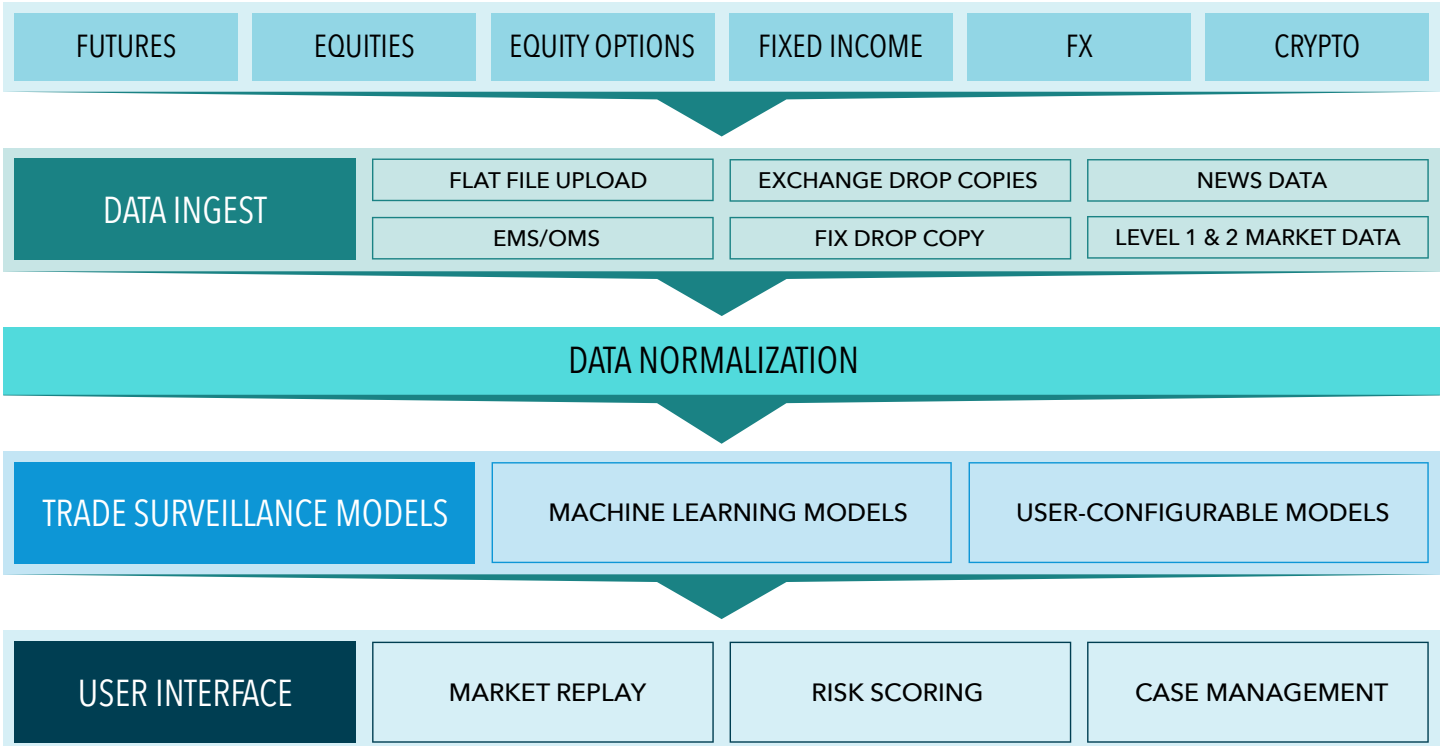 FUTURES
EQUITIES
EQUITY OPTIONS
FIXED INCOME
FX
CRYPTO
DATA INGEST
FLAT FILE UPLOAD
EXCHANGE DROP COPIES
NEWS DATA
EMS/OMS
FIX DROP COPY
LEVEL 1 & 2 MARKET DATA
DATA NORMALIZATION
TRADE SURVEILLANCE MODELS
MACHINE LEARNING MODELS
USER-CONFIGURABLE MODELS
USER INTERFACE
MARKET REPLAY
RISK SCORING
CASE MANAGEMENT